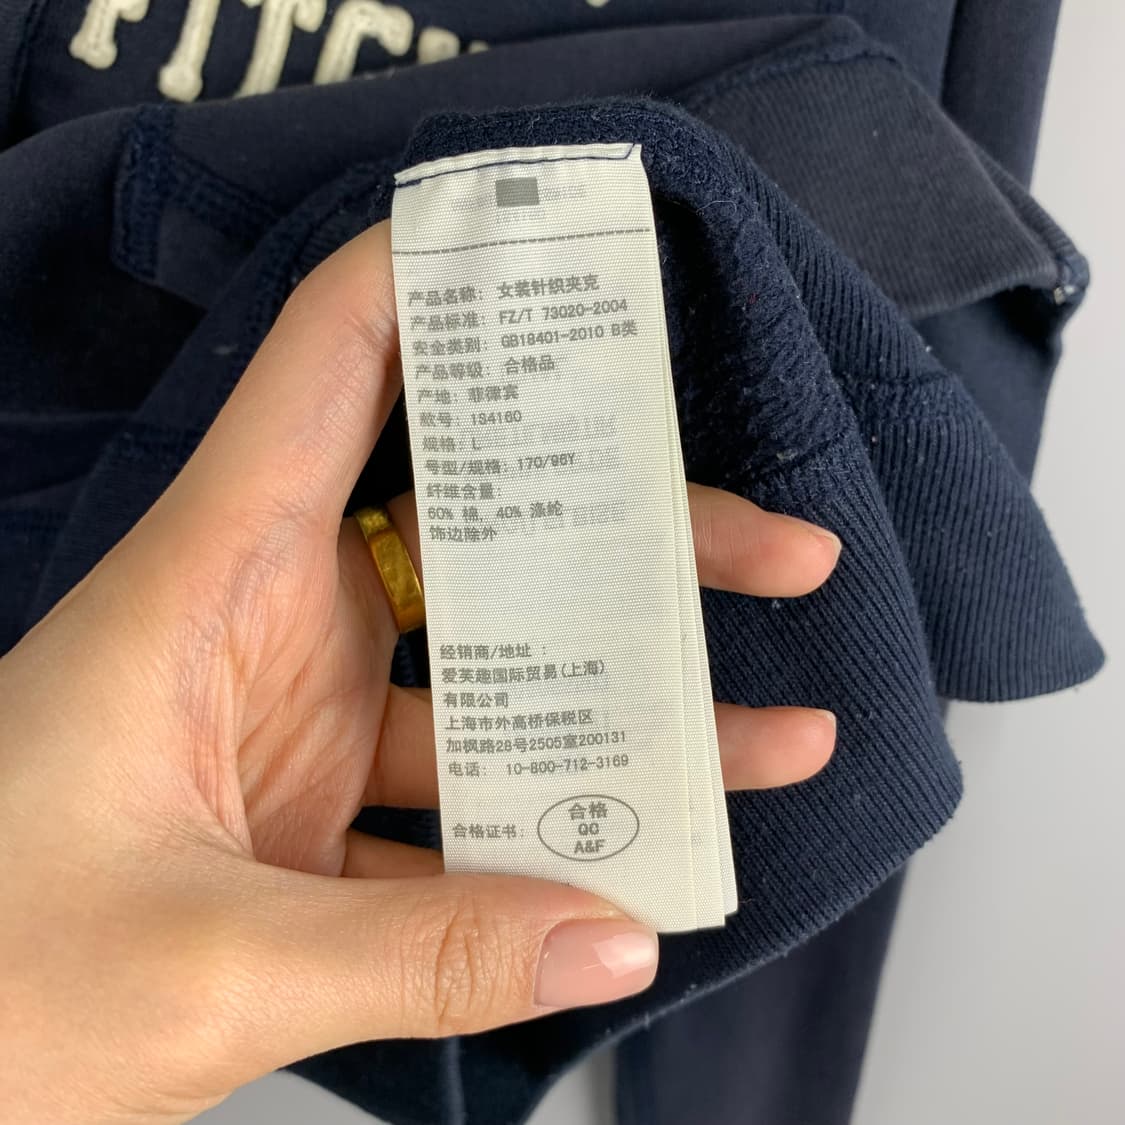 产品名称: 女装针织夹克
产品标准: FZ/T 73020-2004
安全类别: GB18401-2010 B类
产品等级: 合格品
产地: 菲律宾
款号: 134160
规格: L
号型/规格: 170/96Y
纤维含量:
60% 棉, 40% 涤纶
饰边除外
经销商/地址 :
爱芙趣国际贸易(上海)
有限公司
上海市外高桥保税区
加枫路28号2505室200131
电话: 10-800-712-3169
合格证书:
合格
QC
A&F